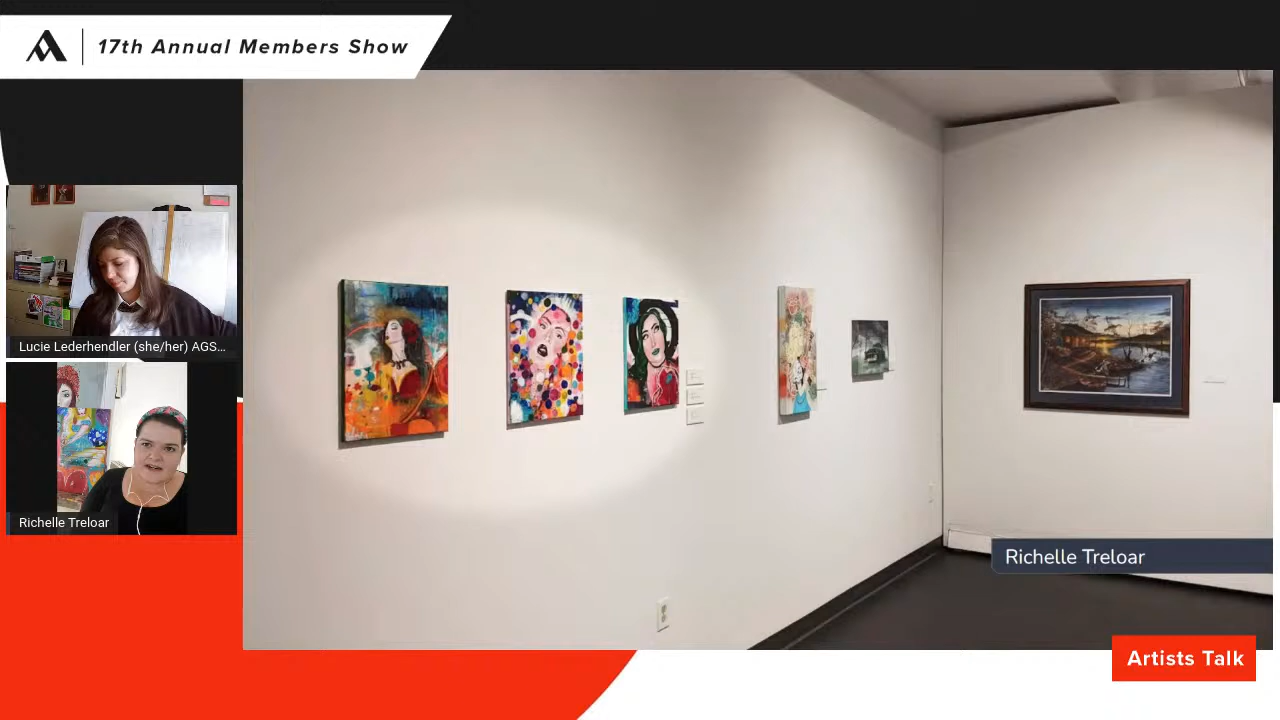 17th Annual Members Show
Lucie Lederhendler (she/her) AGS...
Richelle Treloar
Richelle Treloar
Artists Talk